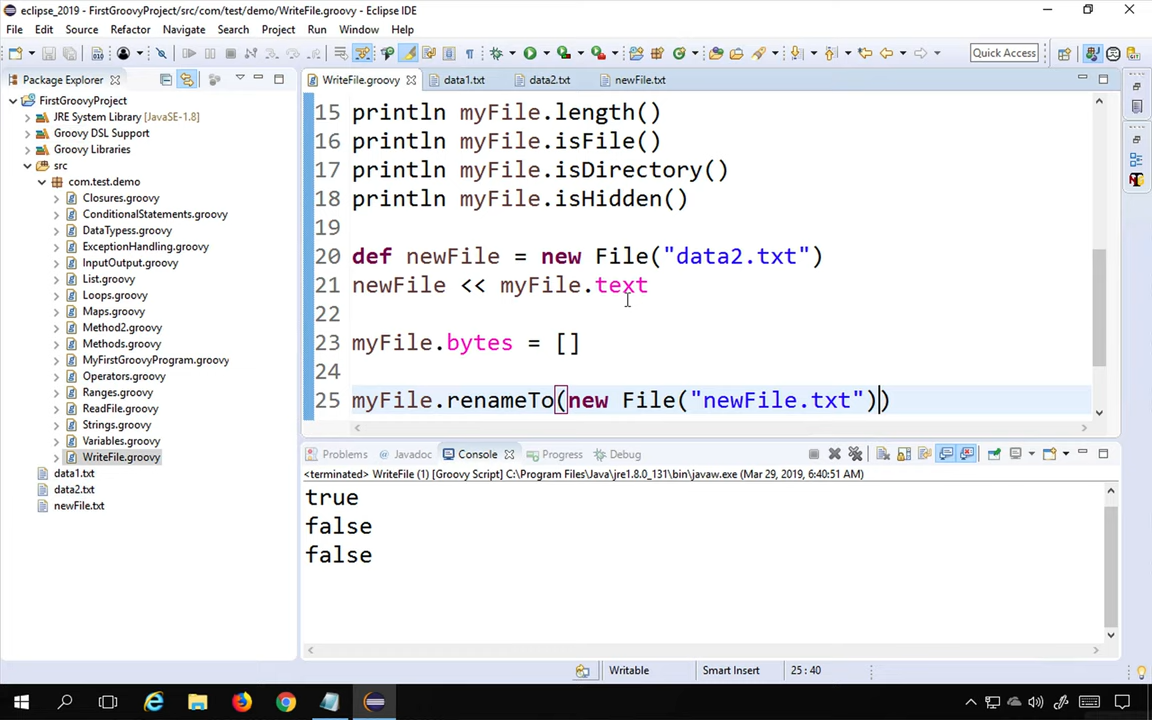 eclipse_2019 - FirstGroovyProject/src/com/test/demo/WriteFile.groovy - Eclipse IDE
File Edit Source Refactor Navigate Search Project Run Window Help
Quick Access
Package Explorer
FirstGroovyProject
JRE System Library [JavaSE-1.8]
Groovy DSL Support
Groovy Libraries
src
com.test.demo
Closures.groovy
ConditionalStatements.groovy
DataTypess.groovy
ExceptionHandling.groovy
InputOutput.groovy
List.groovy
Loops.groovy
Maps.groovy
Method2.groovy
Methods.groovy
MyFirstGroovyProgram.groovy
Operators.groovy
Ranges.groovy
ReadFile.groovy
Strings.groovy
Variables.groovy
WriteFile.groovy
data1.txt
data2.txt
newFile.txt
WriteFile.groovy data1.txt data2.txt newFile.txt
15 println myFile.length()
16 println myFile.isFile()
17 println myFile.isDirectory()
18 println myFile.isHidden()
19
20 def newFile = new File("data2.txt")
21 newFile << myFile.text
22
23 myFile.bytes = []
24
25 myFile.renameTo(new File("newFile.txt"))
Problems Javadoc Console Progress Debug
<terminated> WriteFile (1) [Groovy Script] C:\Program Files\Java\jre1.8.0_131\bin\javaw.exe (Mar 29, 2019, 6:40:51 AM)
true
false
false
Writable Smart Insert 25 : 40